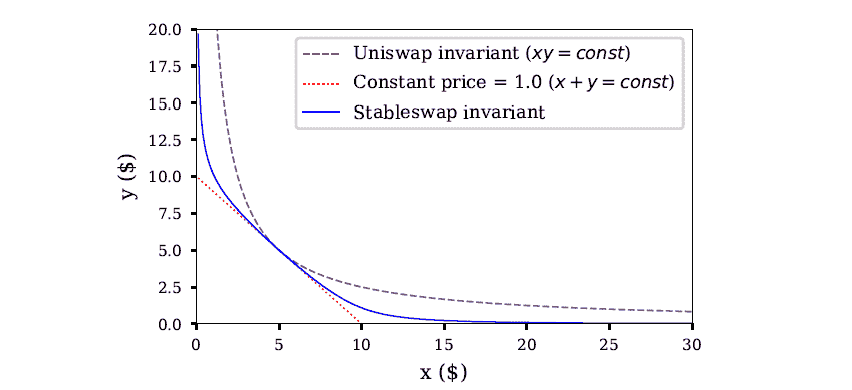 20.0
17.5
15.0
12.5
10.0
7.5
5.0
2.5
0.0
y ($)
Uniswap invariant (xy = const)
Constant price = 1.0 (x + y = const)
Stableswap invariant
0 5 10 15 20 25 30
x ($)